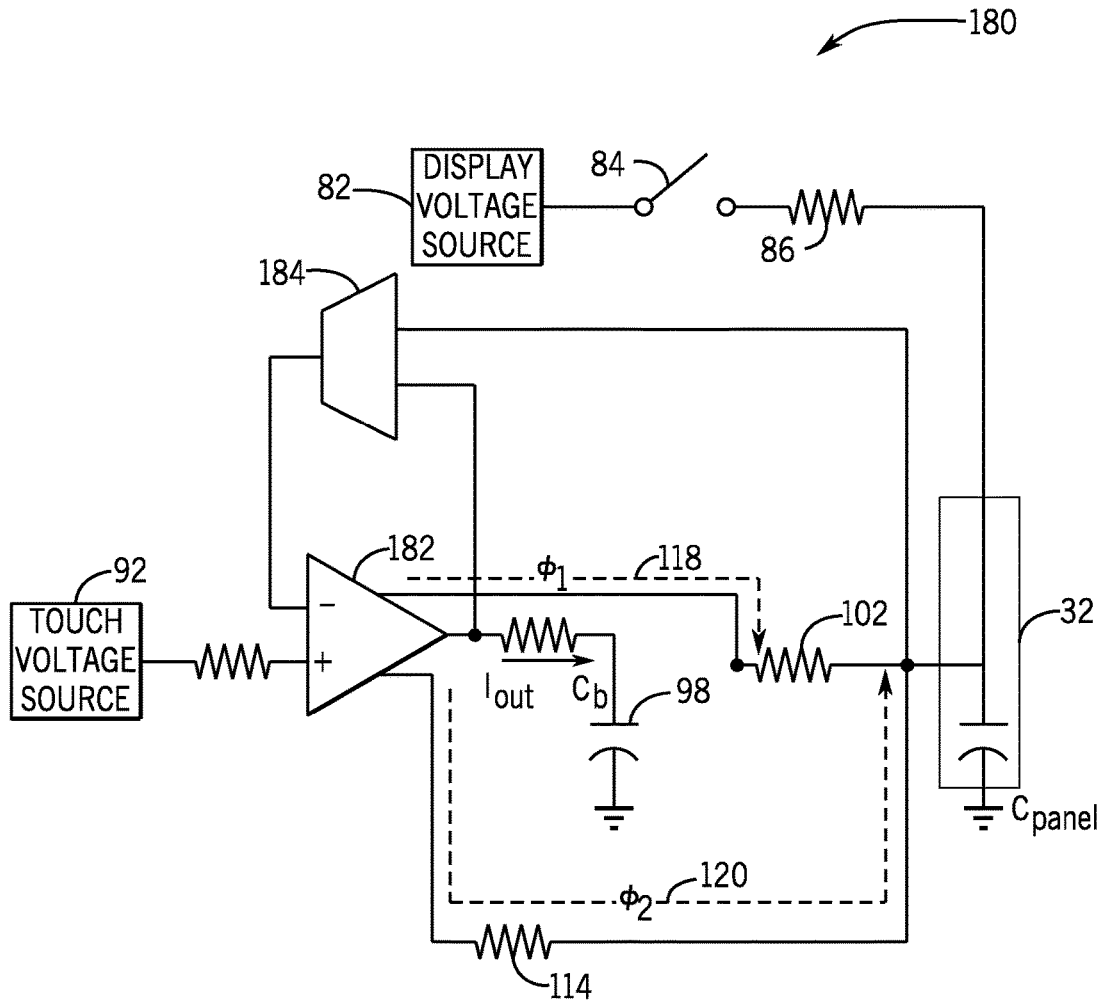 180
DISPLAY
VOLTAGE
SOURCE
82
84
86
184
182
ϕ1
118
92
TOUCH
VOLTAGE
SOURCE
−
+
Iout
Cb
98
102
32
Cpanel
ϕ2
120
114